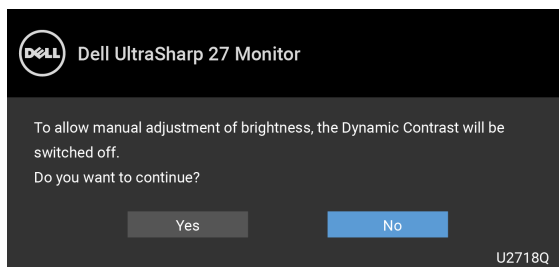 DELL
Dell UltraSharp 27 Monitor
To allow manual adjustment of brightness, the Dynamic Contrast will be
switched off.
Do you want to continue?
Yes
No
U2718Q